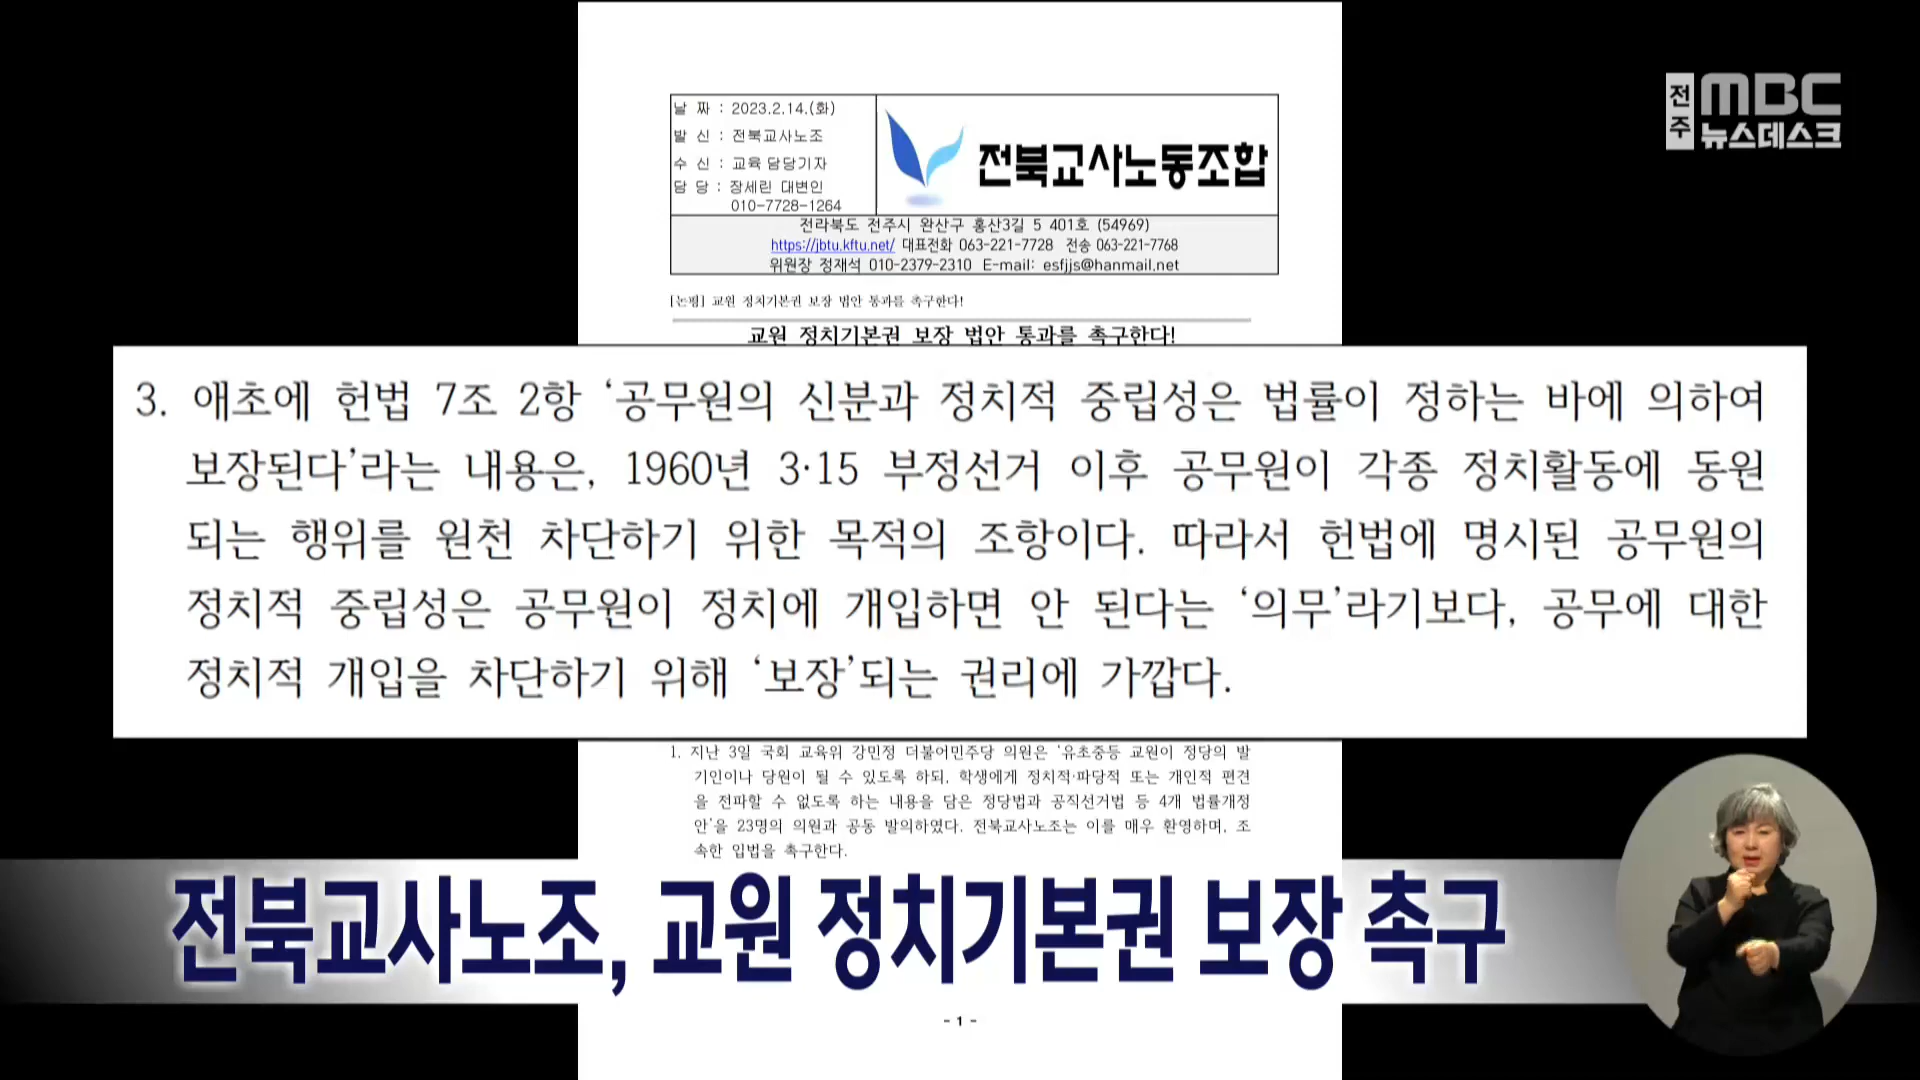 전주 MBC
뉴스데스크
날 짜 : 2023.2.14.(화)
발 신 : 전북교사노조
수 신 : 교육 담당기자
담 당 : 장세린 대변인
010-7728-1264
전북교사노동조합
전라북도 전주시 완산구 홍산3길 5 401호 (54969)
https://jbtu.kftu.net/ 대표전화 063-221-7728 전송 063-221-7768
위원장 정재석 010-2379-2310 E-mail: esfjjs@hanmail.net
[논평] 교원 정치기본권 보장 법안 통과를 촉구한다!
교원 정치기본권 보장 법안 통과를 촉구한다!
3. 애초에 헌법 7조 2항 ‘공무원의 신분과 정치적 중립성은 법률이 정하는 바에 의하여
보장된다’라는 내용은, 1960년 3·15 부정선거 이후 공무원이 각종 정치활동에 동원
되는 행위를 원천 차단하기 위한 목적의 조항이다. 따라서 헌법에 명시된 공무원의
정치적 중립성은 공무원이 정치에 개입하면 안 된다는 ‘의무’라기보다, 공무에 대한
정치적 개입을 차단하기 위해 ‘보장’되는 권리에 가깝다.
1. 지난 3일 국회 교육위 강민정 더불어민주당 의원은 ‘유초중등 교원이 정당의 발
기인이나 당원이 될 수 있도록 하되, 학생에게 정치적·파당적 또는 개인적 편견
을 전파할 수 없도록 하는 내용을 담은 정당법과 공직선거법 등 4개 법률개정
안’을 23명의 의원과 공동 발의하였다. 전북교사노조는 이를 매우 환영하며, 조
속한 입법을 촉구한다.
전북교사노조, 교원 정치기본권 보장 촉구
- 1 -